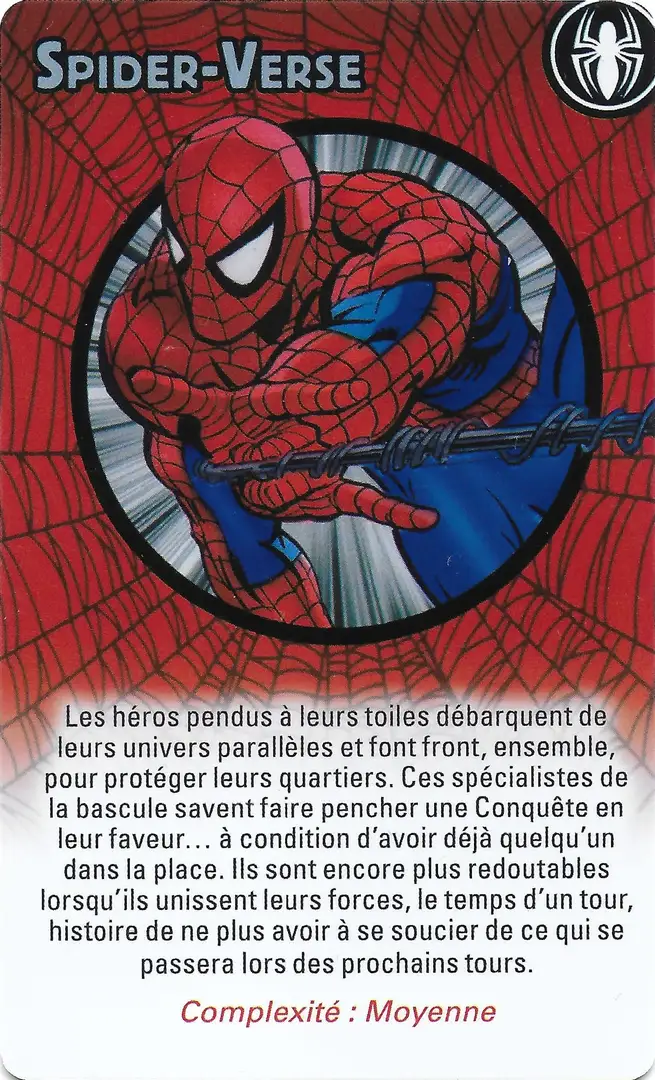 Spider-Verse
Les héros pendus à leurs toiles débarquent de
leurs univers parallèles et font front, ensemble,
pour protéger leurs quartiers. Ces spécialistes de
la bascule savent faire pencher une Conquête en
leur faveur... à condition d'avoir déjà quelqu'un
dans la place. Ils sont encore plus redoutables
lorsqu'ils unissent leurs forces, le temps d'un tour,
histoire de ne plus avoir à se soucier de ce qui se
passera lors des prochains tours.
Complexité : Moyenne